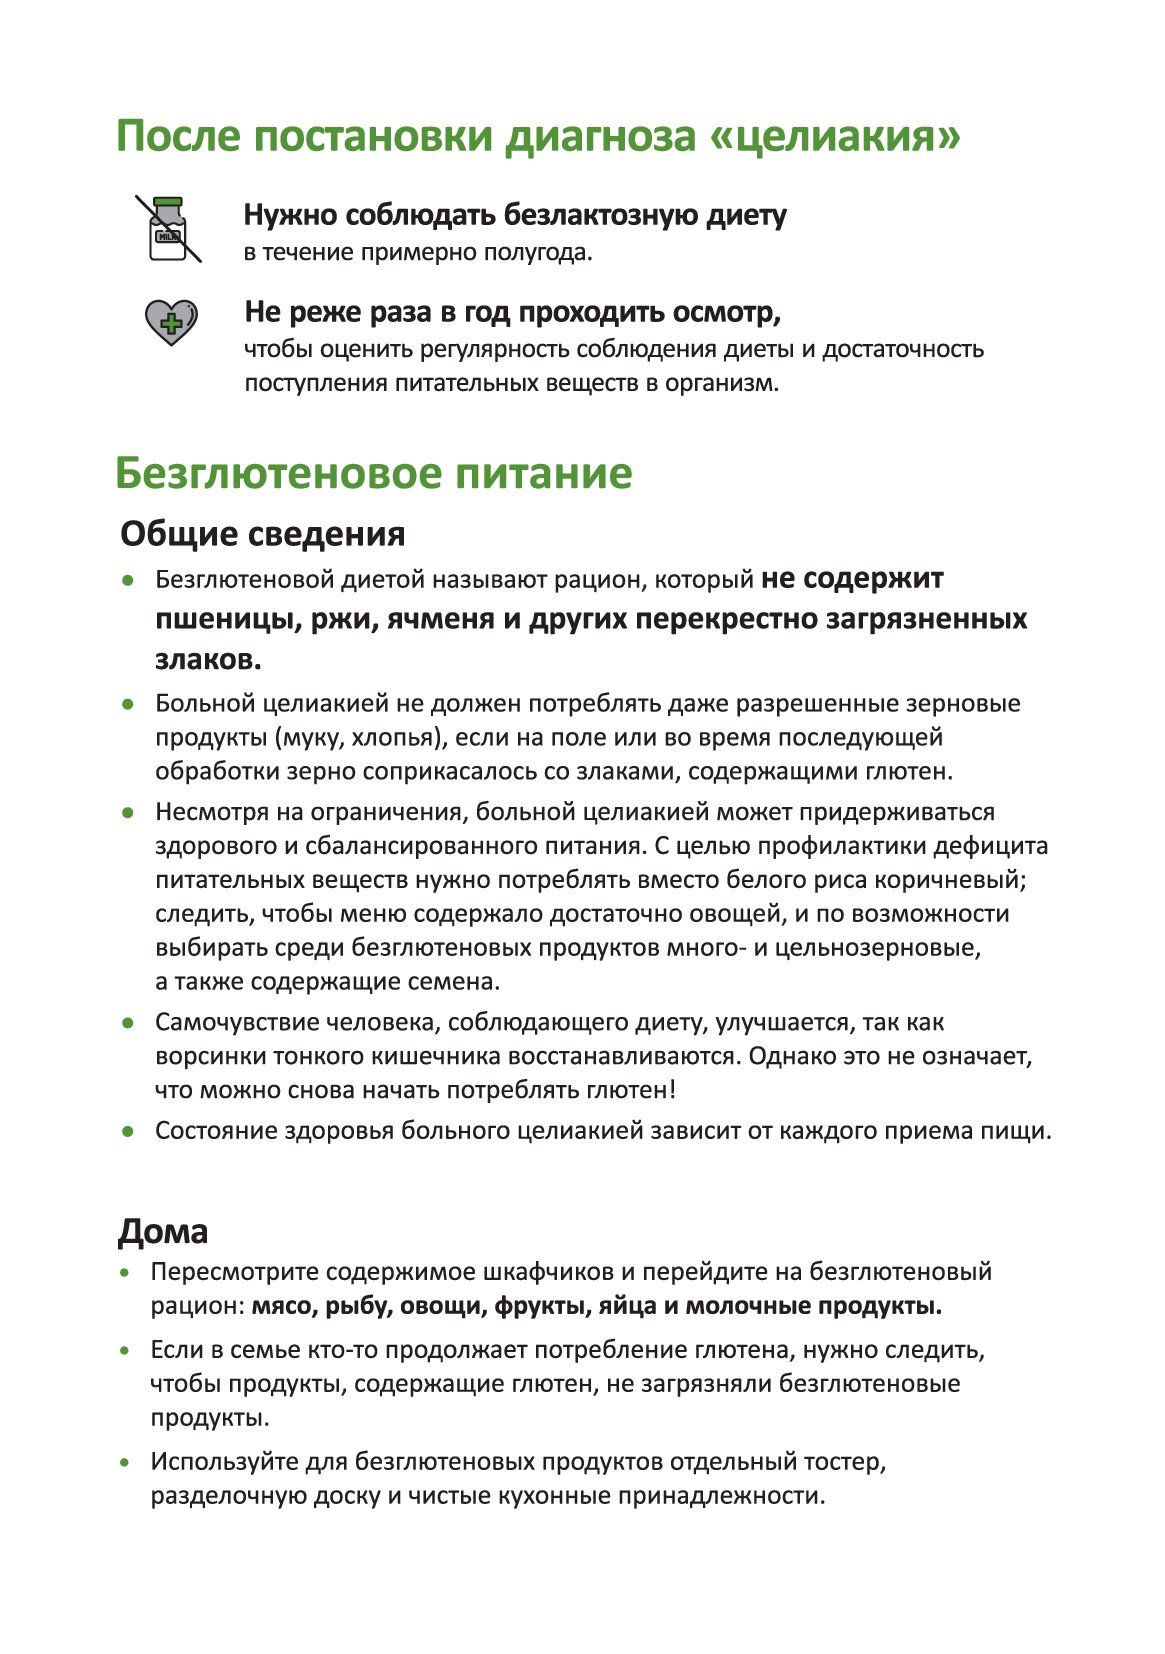 После постановки диагноза «целиакия»
MILK
Нужно соблюдать безлактозную диету
в течение примерно полугода.
Не реже раза в год проходить осмотр,
чтобы оценить регулярность соблюдения диеты и достаточность
поступления питательных веществ в организм.
Безглютеновое питание
Общие сведения
● Безглютеновой диетой называют рацион, который не содержит
пшеницы, ржи, ячменя и других перекрестно загрязненных
злаков.
● Больной целиакией не должен потреблять даже разрешенные зерновые
продукты (муку, хлопья), если на поле или во время последующей
обработки зерно соприкасалось со злаками, содержащими глютен.
● Несмотря на ограничения, больной целиакией может придерживаться
здорового и сбалансированного питания. С целью профилактики дефицита
питательных веществ нужно потреблять вместо белого риса коричневый;
следить, чтобы меню содержало достаточно овощей, и по возможности
выбирать среди безглютеновых продуктов много- и цельнозерновые,
а также содержащие семена.
● Самочувствие человека, соблюдающего диету, улучшается, так как
ворсинки тонкого кишечника восстанавливаются. Однако это не означает,
что можно снова начать потреблять глютен!
● Состояние здоровья больного целиакией зависит от каждого приема пищи.
Дома
• Пересмотрите содержимое шкафчиков и перейдите на безглютеновый
рацион: мясо, рыбу, овощи, фрукты, яйца и молочные продукты.
• Если в семье кто-то продолжает потребление глютена, нужно следить,
чтобы продукты, содержащие глютен, не загрязняли безглютеновые
продукты.
• Используйте для безглютеновых продуктов отдельный тостер,
разделочную доску и чистые кухонные принадлежности.